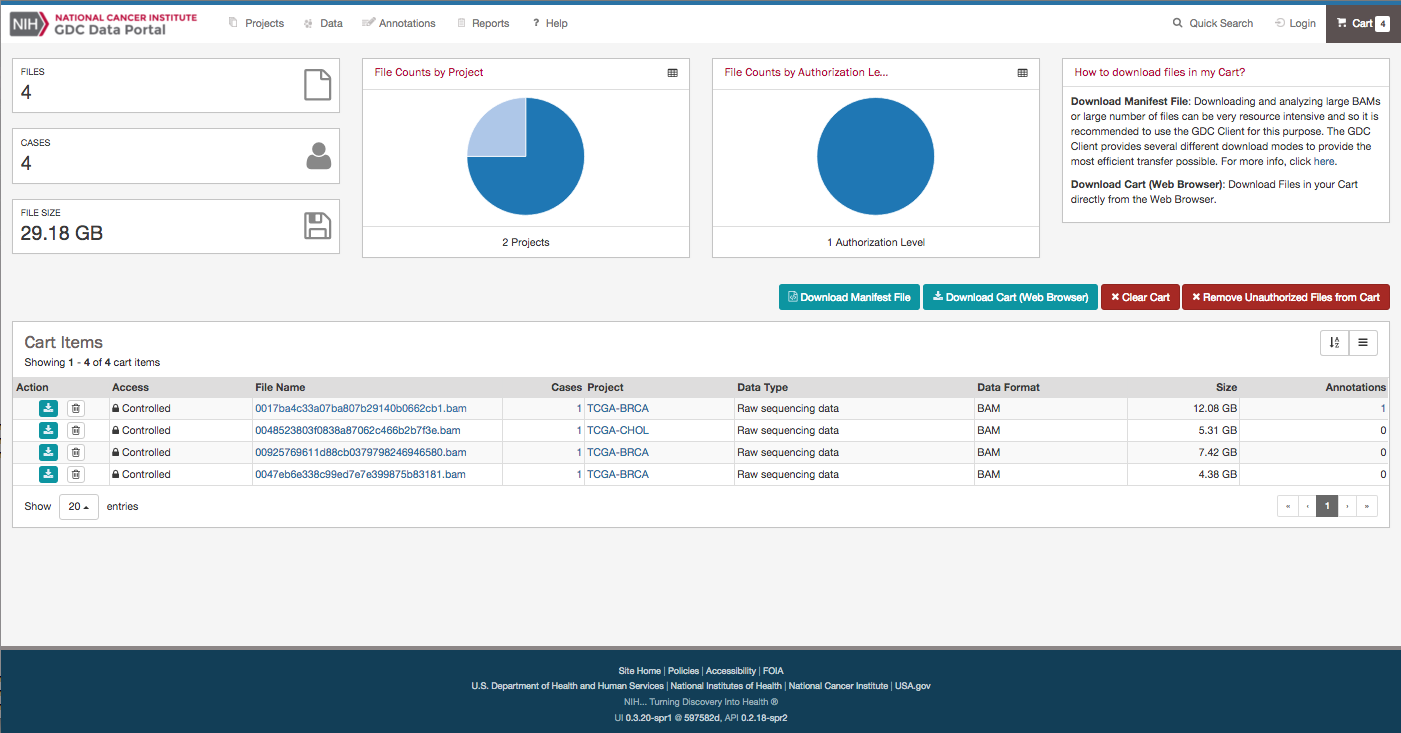 NIH NATIONAL CANCER INSTITUTE
GDC Data Portal
Projects Data Annotations Reports ? Help
Quick Search Login Cart 4
FILES
4
CASES
4
FILE SIZE
29.18 GB
File Counts by Project
2 Projects
File Counts by Authorization Le...
1 Authorization Level
How to download files in my Cart?
Download Manifest File: Downloading and analyzing large BAMs
or large number of files can be very resource intensive and so it is
recommended to use the GDC Client for this purpose. The GDC
Client provides several different download modes to provide the
most efficient transfer possible. For more info, click here.
Download Cart (Web Browser): Download Files in your Cart
directly from the Web Browser.
Download Manifest File Download Cart (Web Browser) Clear Cart Remove Unauthorized Files from Cart
Cart Items
Showing 1 - 4 of 4 cart items
Action Access File Name Cases Project Data Type Data Format Size Annotations
Controlled 0017ba4c33a07ba807b29140b0662cb1.bam 1 TCGA-BRCA Raw sequencing data BAM 12.08 GB 1
Controlled 0048523803f0838a87062c466b2b7f3e.bam 1 TCGA-CHOL Raw sequencing data BAM 5.31 GB 0
Controlled 00925769611d88cb0379798246946580.bam 1 TCGA-BRCA Raw sequencing data BAM 7.42 GB 0
Controlled 0047eb6e338c99ed7e7e399875b83181.bam 1 TCGA-BRCA Raw sequencing data BAM 4.38 GB 0
Show 20 entries
« ‹ 1 › »
Site Home | Policies | Accessibility | FOIA
U.S. Department of Health and Human Services | National Institutes of Health | National Cancer Institute | USA.gov
NIH... Turning Discovery Into Health ®
UI 0.3.20-spr1 @ 597582d, API 0.2.18-spr2